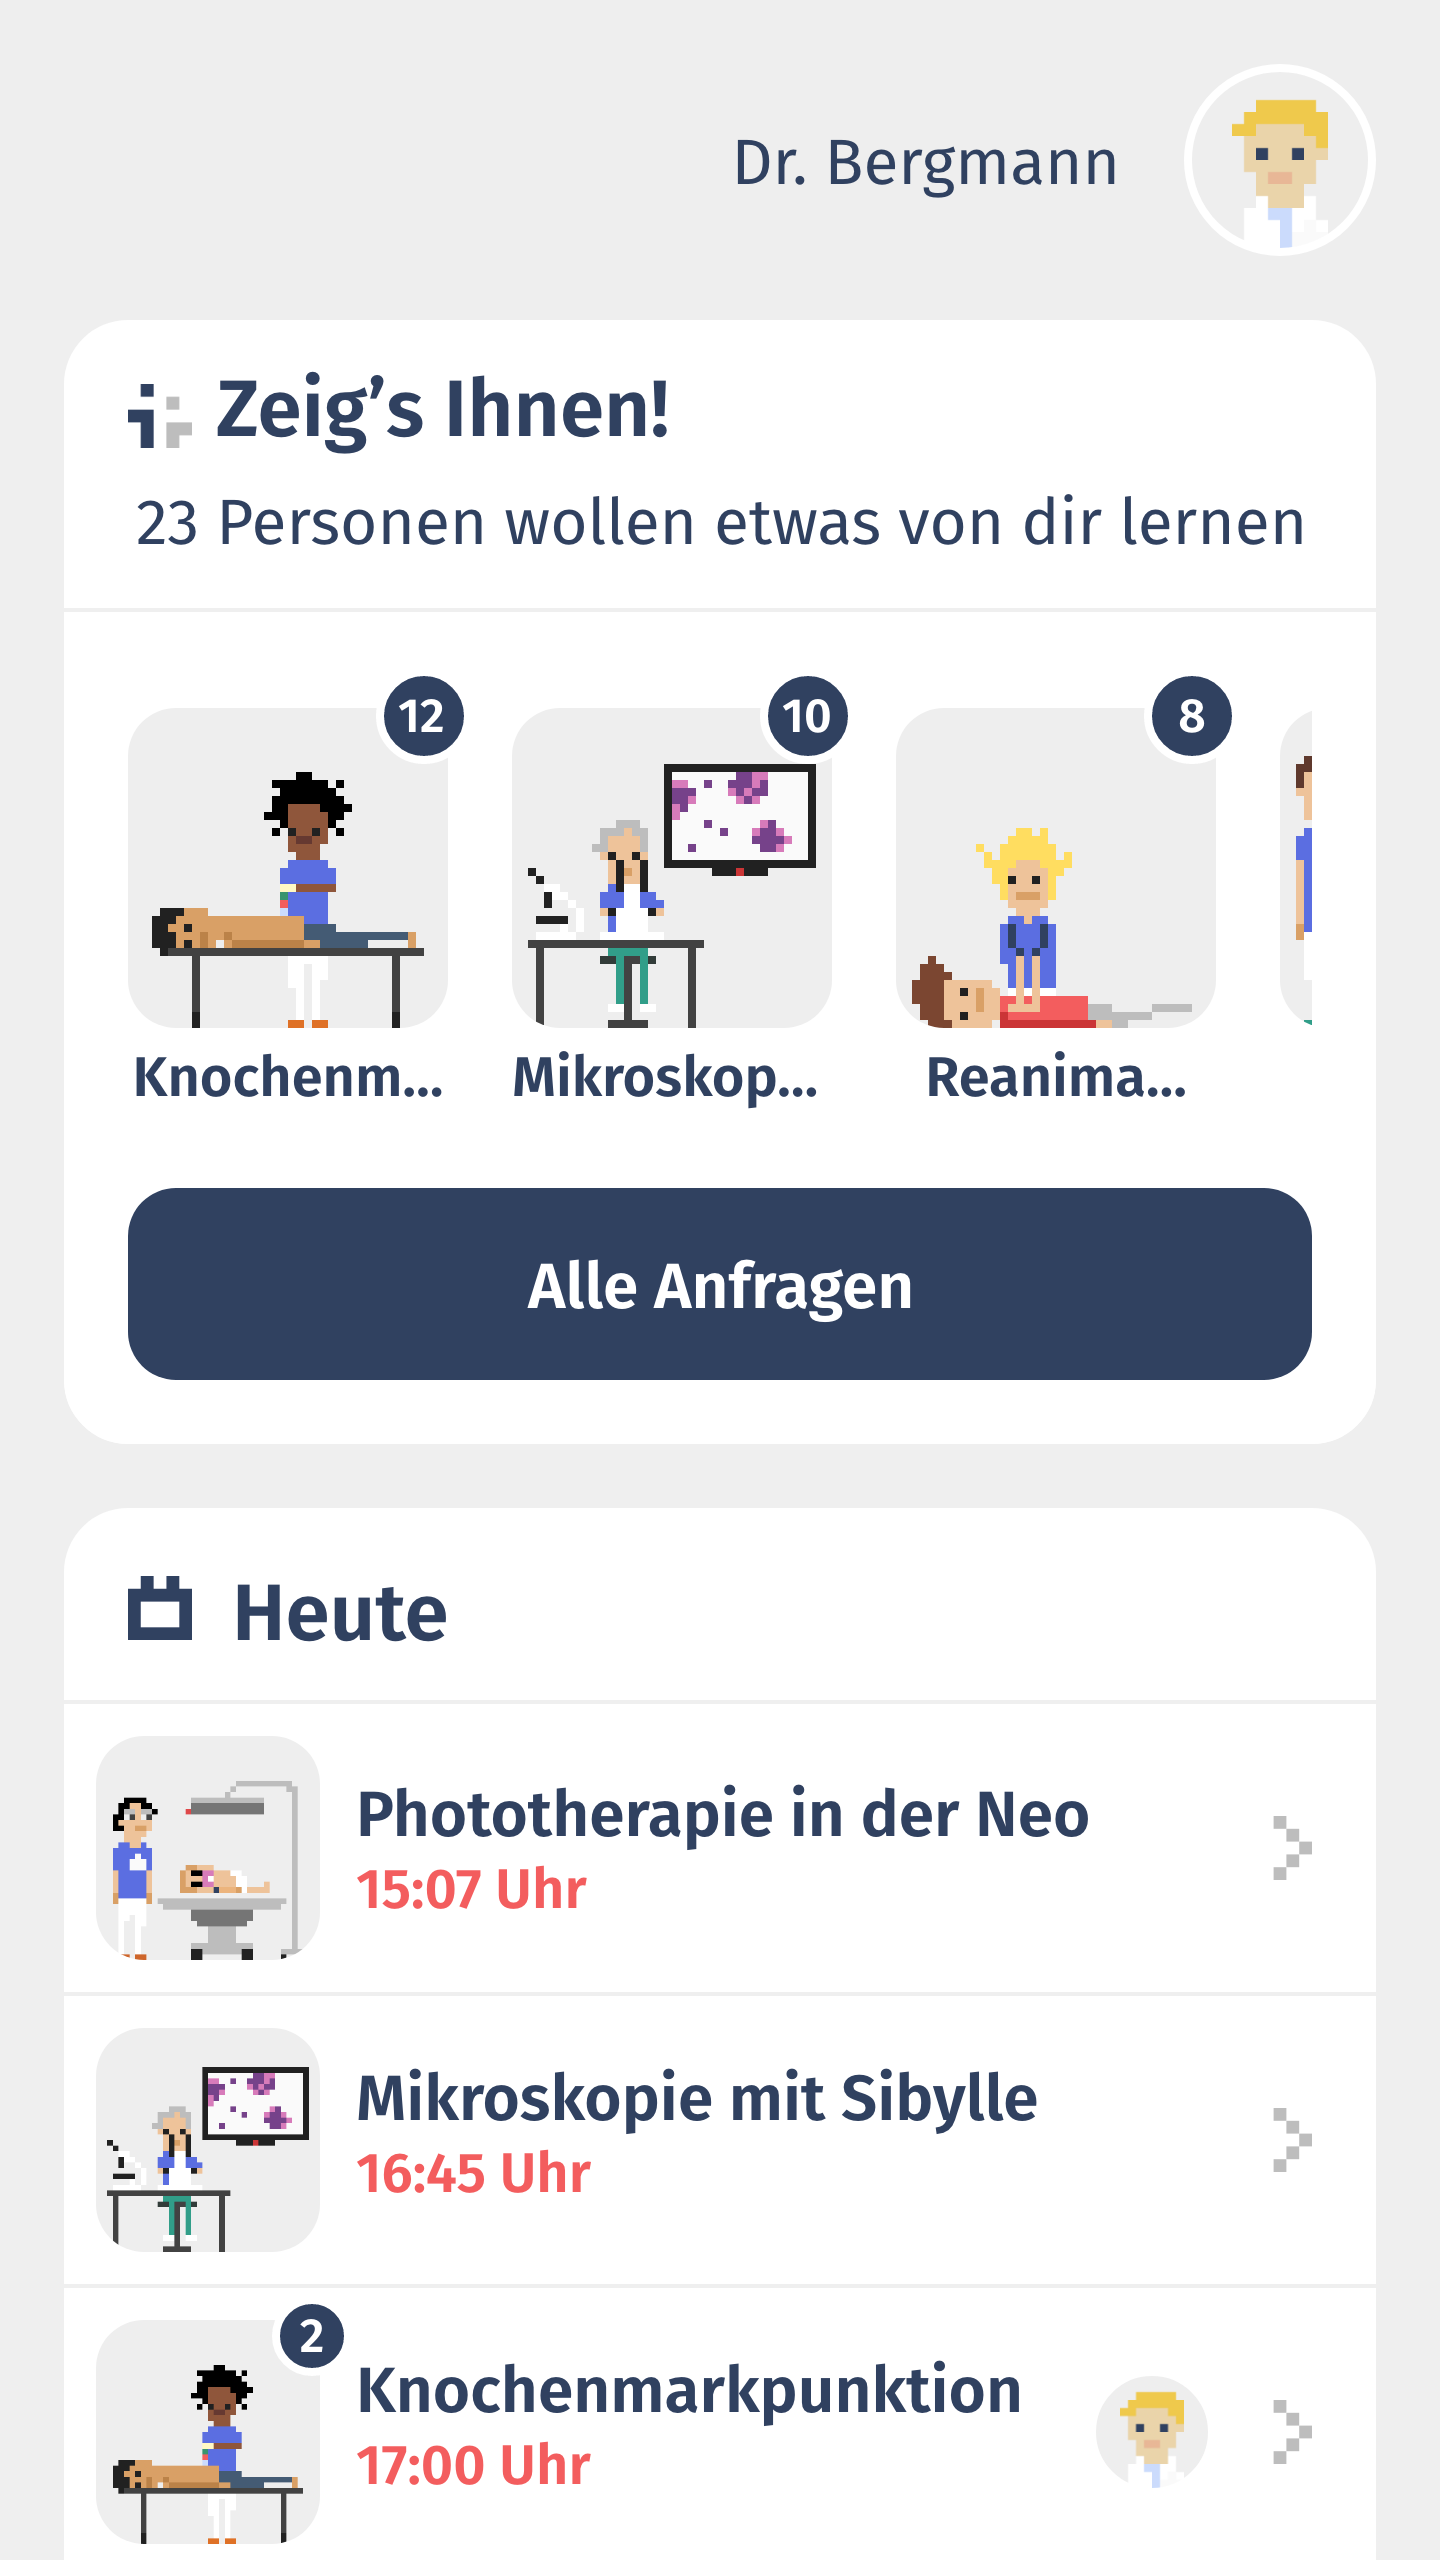 Dr. Bergmann
Zeig’s Ihnen!
23 Personen wollen etwas von dir lernen
12
10
8
Knochenm...
Mikroskop...
Reanima...
Alle Anfragen
Heute
Phototherapie in der Neo
15:07 Uhr
Mikroskopie mit Sibylle
16:45 Uhr
2
Knochenmarkpunktion
17:00 Uhr